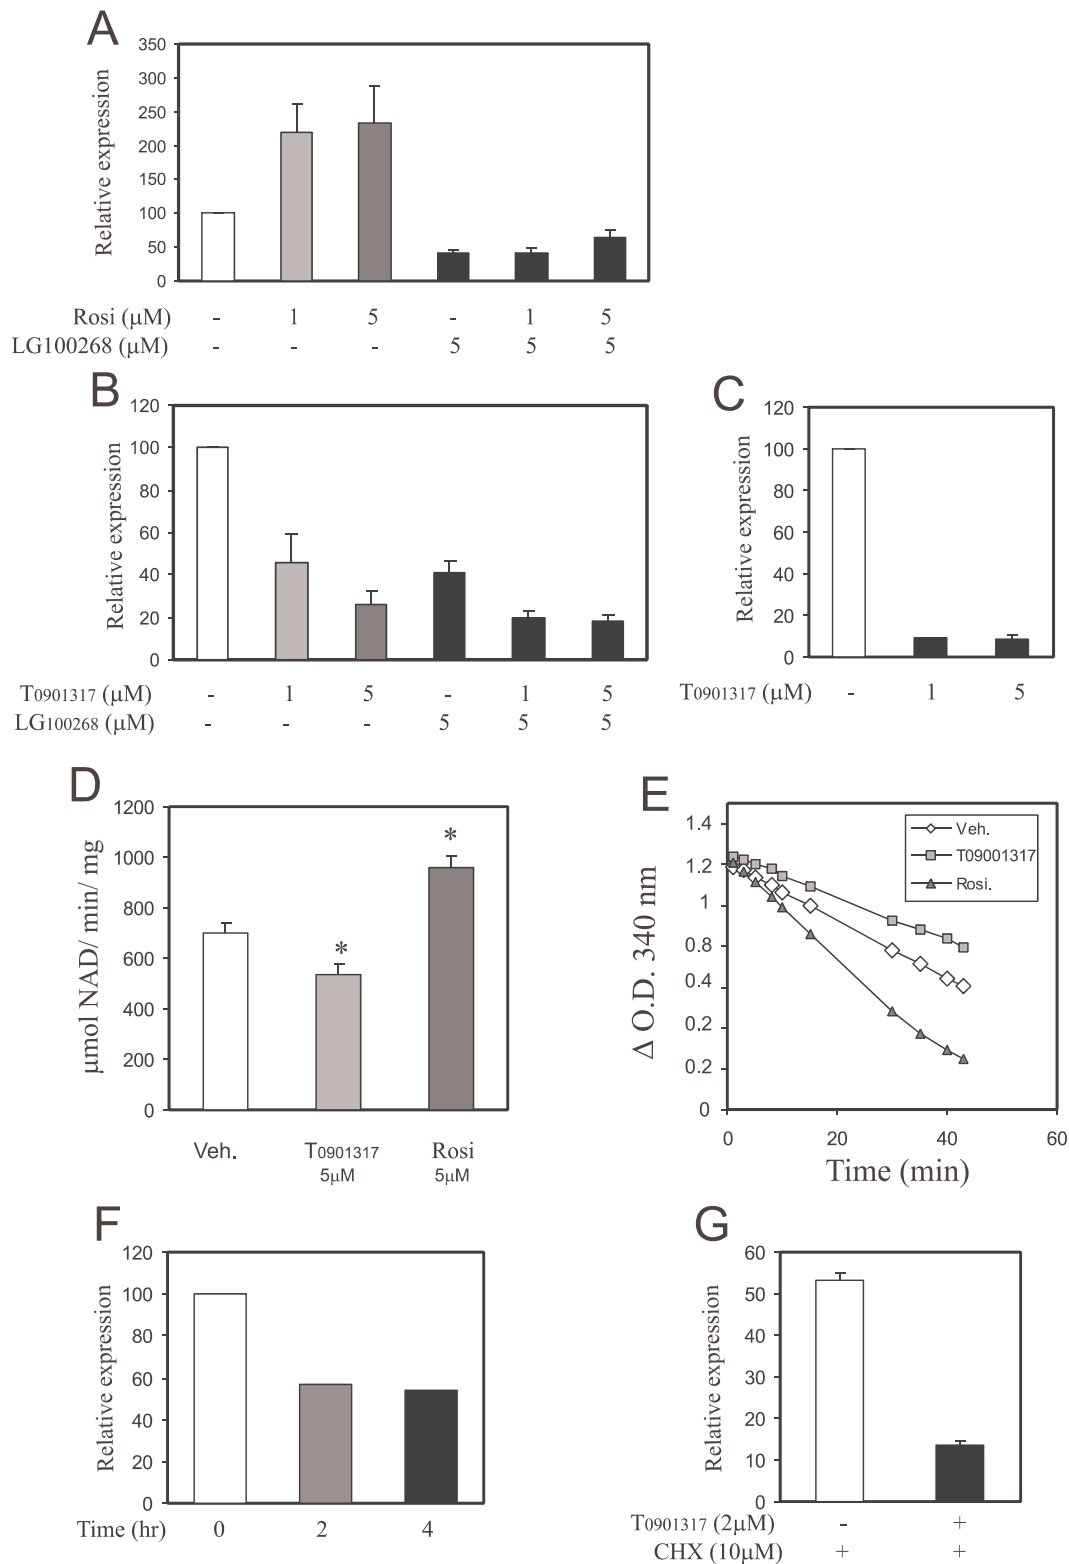 A
Relative expression
350
300
250
200
150
100
50
0
Rosi (µM) - 1 5 - 1 5
LG100268 (µM) - - - 5 5 5
B
Relative expression
120
100
80
60
40
20
0
T0901317 (µM) - 1 5 - 1 5
LG100268 (µM) - - - 5 5 5
C
Relative expression
120
100
80
60
40
20
0
T0901317 (µM) - 1 5
D
µmol NAD/ min/ mg
1200
1000
800
600
400
200
0
* *
Veh. T0901317 Rosi
5µM 5µM
E
Δ O.D. 340 nm
1.4
1.2
1
0.8
0.4
0.2
0.2
0
Veh.
T09001317
Rosi.
0 20 40 60
Time (min)
F
Relative expression
120
100
80
60
40
20
0
Time (hr) 0 2 4
G
Relative expression
60
50
40
30
20
10
0
T0901317 (2µM) - +
CHX (10µM) + +